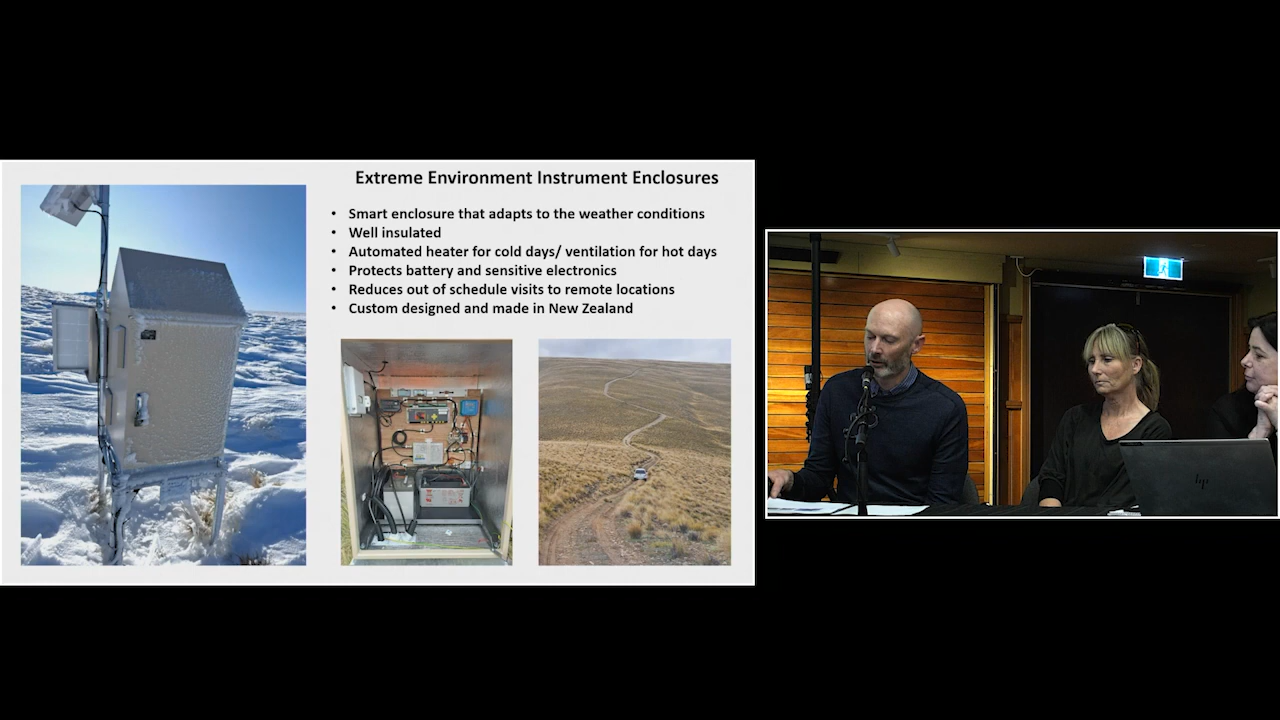 Extreme Environment Instrument Enclosures
• Smart enclosure that adapts to the weather conditions
• Well insulated
• Automated heater for cold days/ ventilation for hot days
• Protects battery and sensitive electronics
• Reduces out of schedule visits to remote locations
• Custom designed and made in New Zealand
hp